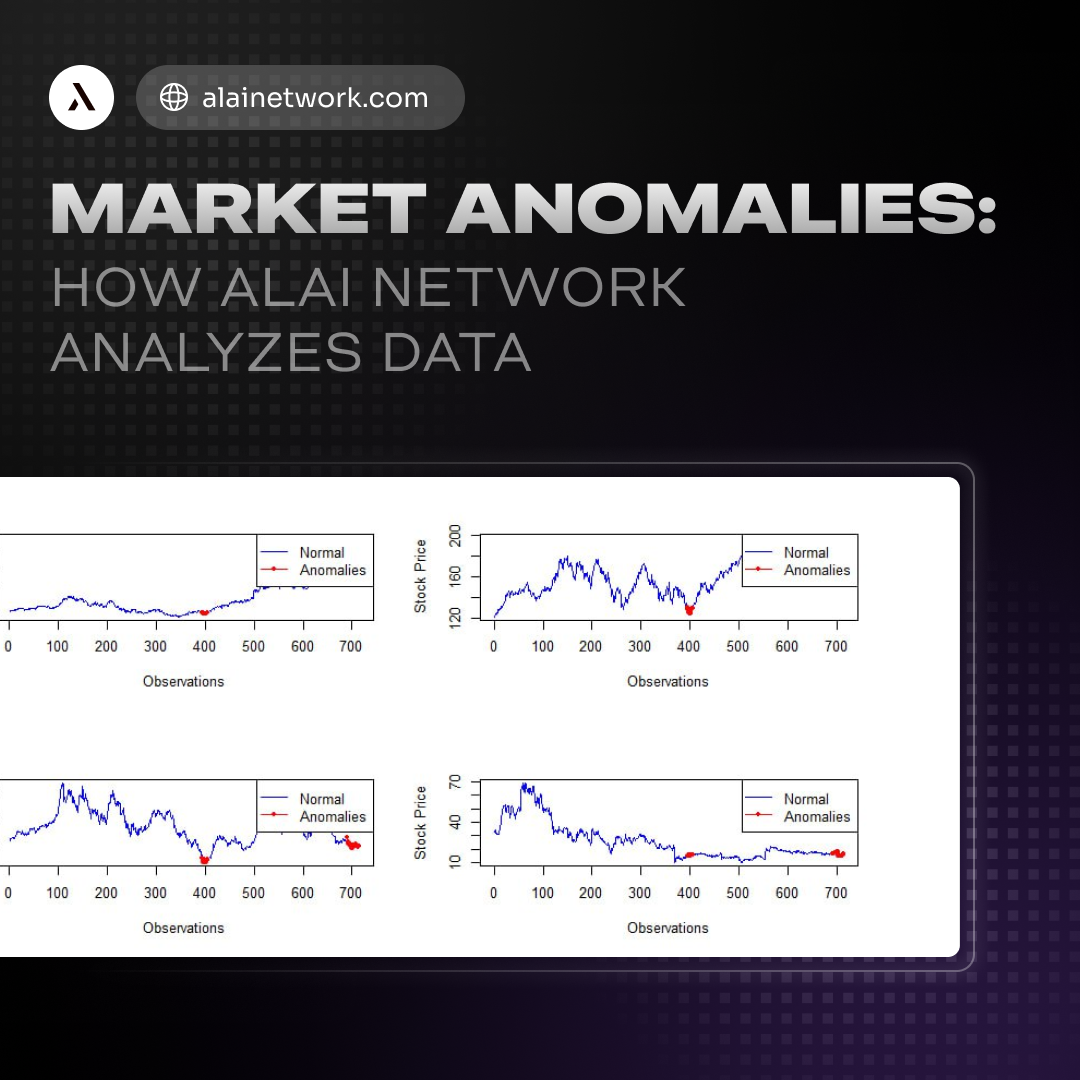 alainetwork.com
MARKET ANOMALIES:
HOW ALAI NETWORK
ANALYZES DATA
Normal
Anomalies
0 100 200 300 400 500 600 700
Observations
Stock Price
200
160
120
Normal
Anomalies
0 100 200 300 400 500 600 700
Observations
Normal
Anomalies
0 100 200 300 400 500 600 700
Observations
Stock Price
70
40
10
Normal
Anomalies
0 100 200 300 400 500 600 700
Observations